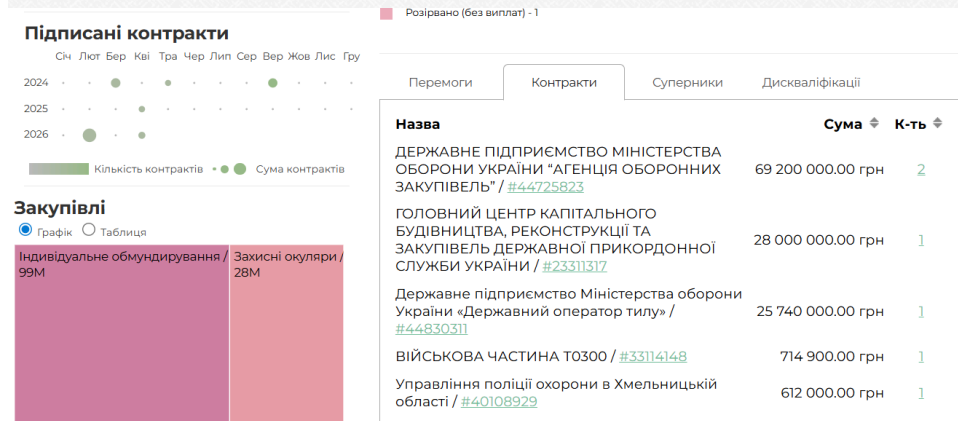 Підписані контракти
Січ Лют Бер Кві Тра Чер Лип Сер Вер Жов Лис Гру
2024
2025
2026
Кількість контрактів
Сума контрактів
Закупівлі
Графік Таблиця
Індивідуальне обмундирування /
99M
Захисні окуляри /
28M
Розірвано (без виплат) - 1
Перемоги Контракти Суперники Дискваліфікації
Назва Сума К-ть
ДЕРЖАВНЕ ПІДПРИЄМСТВО МІНІСТЕРСТВА
ОБОРОНИ УКРАЇНИ “АГЕНЦІЯ ОБОРОННИХ 69 200 000.00 грн 2
ЗАКУПІВЕЛЬ” / #44725823
ГОЛОВНИЙ ЦЕНТР КАПІТАЛЬНОГО
БУДІВНИЦТВА, РЕКОНСТРУКЦІЇ ТА
ЗАКУПІВЕЛЬ ДЕРЖАВНОЇ ПРИКОРДОННОЇ 28 000 000.00 грн 1
СЛУЖБИ УКРАЇНИ / #23311317
Державне підприємство Міністерства оборони
України «Державний оператор тилу» / 25 740 000.00 грн 1
#44830311
ВІЙСЬКОВА ЧАСТИНА Т0300 / #33114148 714 900.00 грн 1
Управління поліції охорони в Хмельницькій
області / #40108929 612 000.00 грн 1